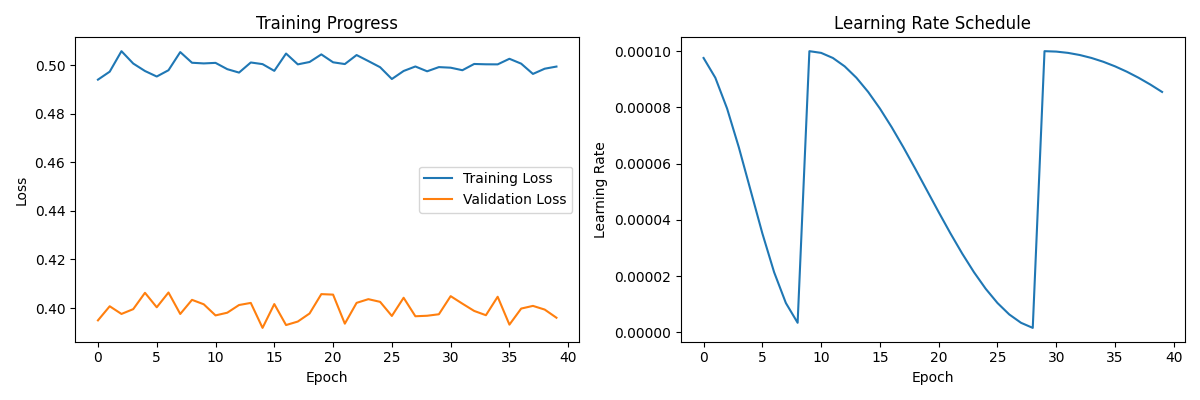 Training Progress
Loss
0.50
0.48
0.46
0.44
0.42
0.40
Training Loss
Validation Loss
0 5 10 15 20 25 30 35 40
Epoch
Learning Rate Schedule
Learning Rate
0.00010
0.00008
0.00006
0.00004
0.00002
0.00000
0 5 10 15 20 25 30 35 40
Epoch